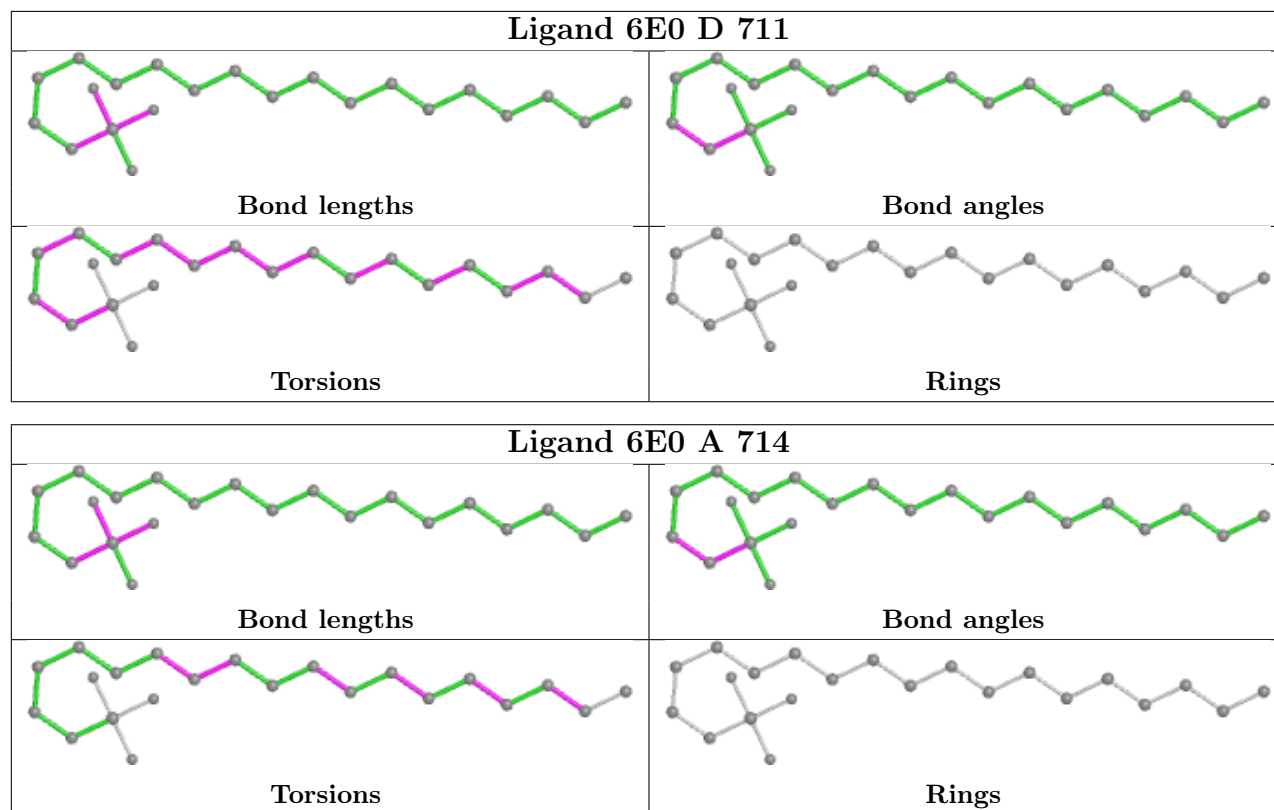 Ligand 6E0 D 711
Bond lengths
Bond angles
Torsions
Rings
Ligand 6E0 A 714
Bond lengths
Bond angles
Torsions
Rings